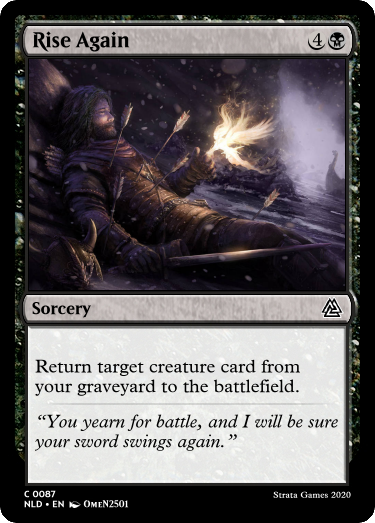 Rise Again 4
Sorcery
Return target creature card from
your graveyard to the battlefield.
“You yearn for battle, and I will be sure
your sword swings again.”
C 0087
NLD • EN OMEN2501
Strata Games 2020